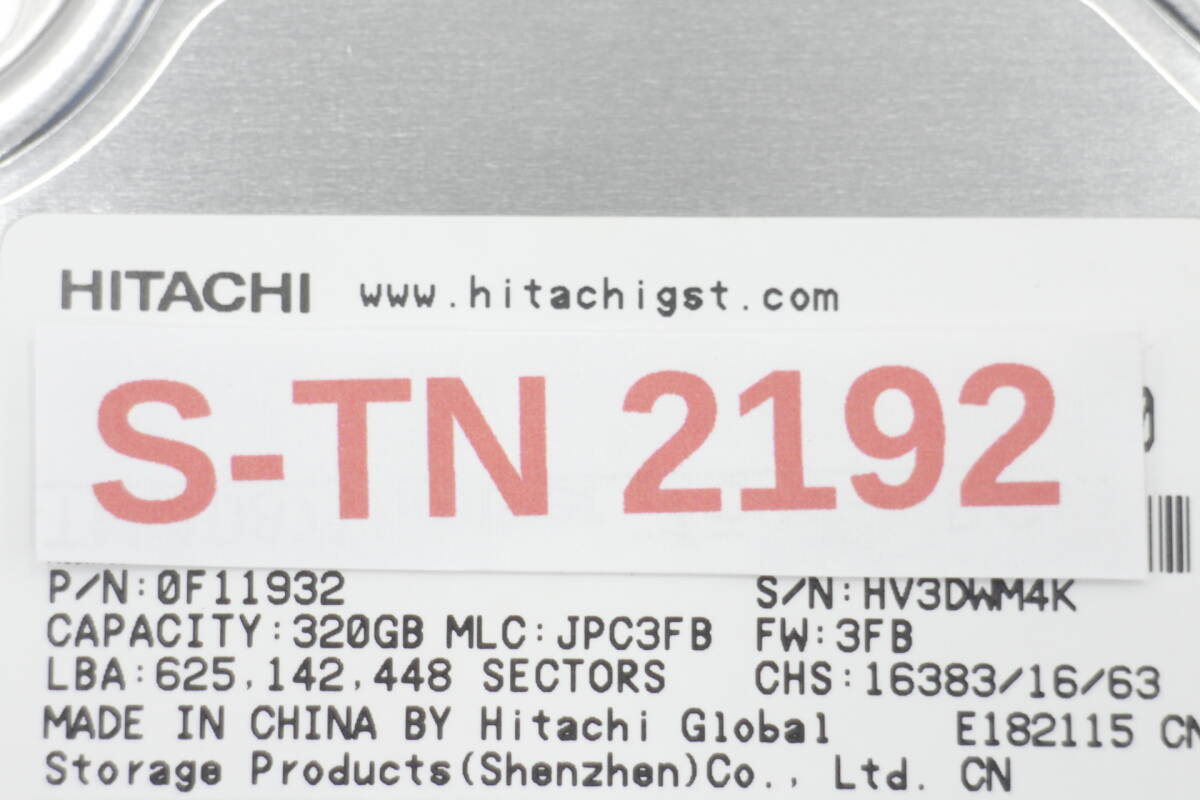 HITACHI www.hitachigst.com
S-TN 2192
P/N:0F11932 S/N:HV3DWM4K
CAPACITY:320GB MLC:JPC3FB FW:3FB
LBA:625,142,448 SECTORS CHS:16383/16/63
MADE IN CHINA BY Hitachi Global E182115 CN
Storage Products(Shenzhen)Co., Ltd. CN